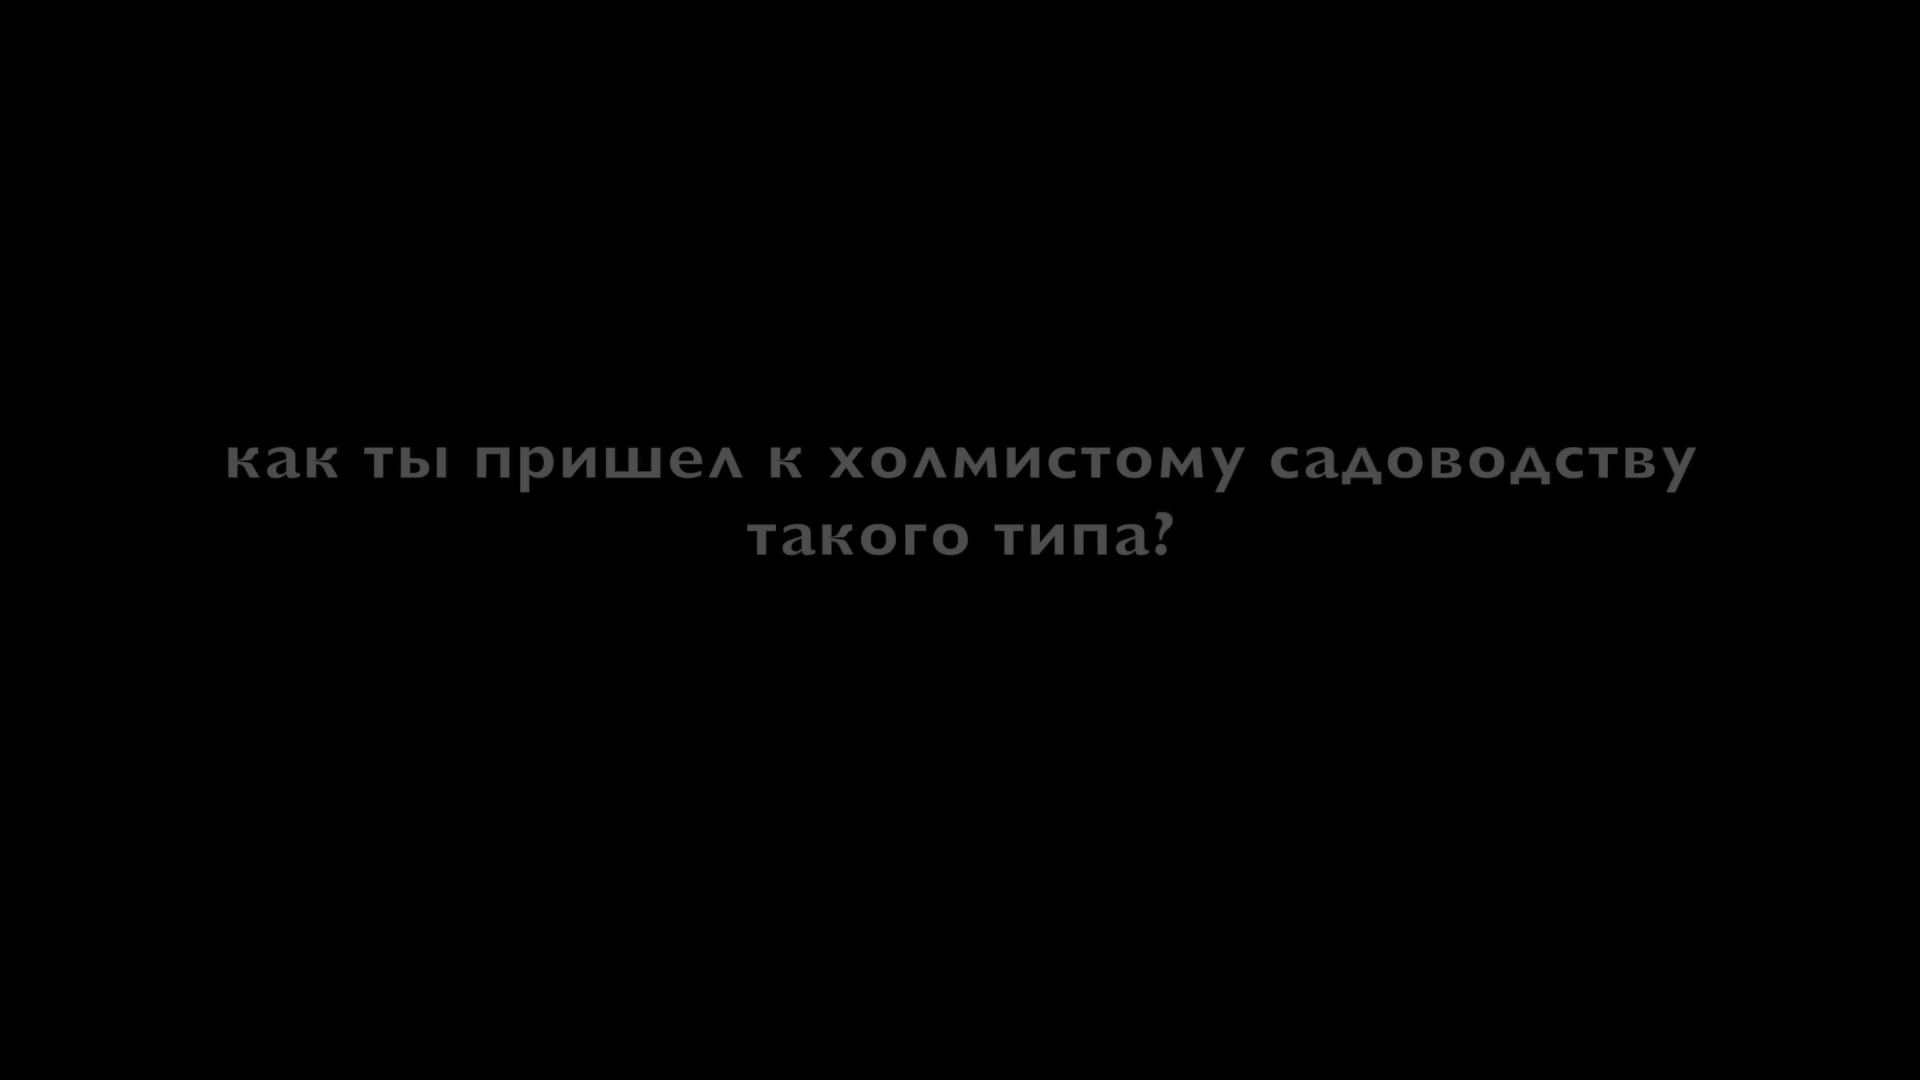 как ты пришел к холмистому садоводству
такого типа?